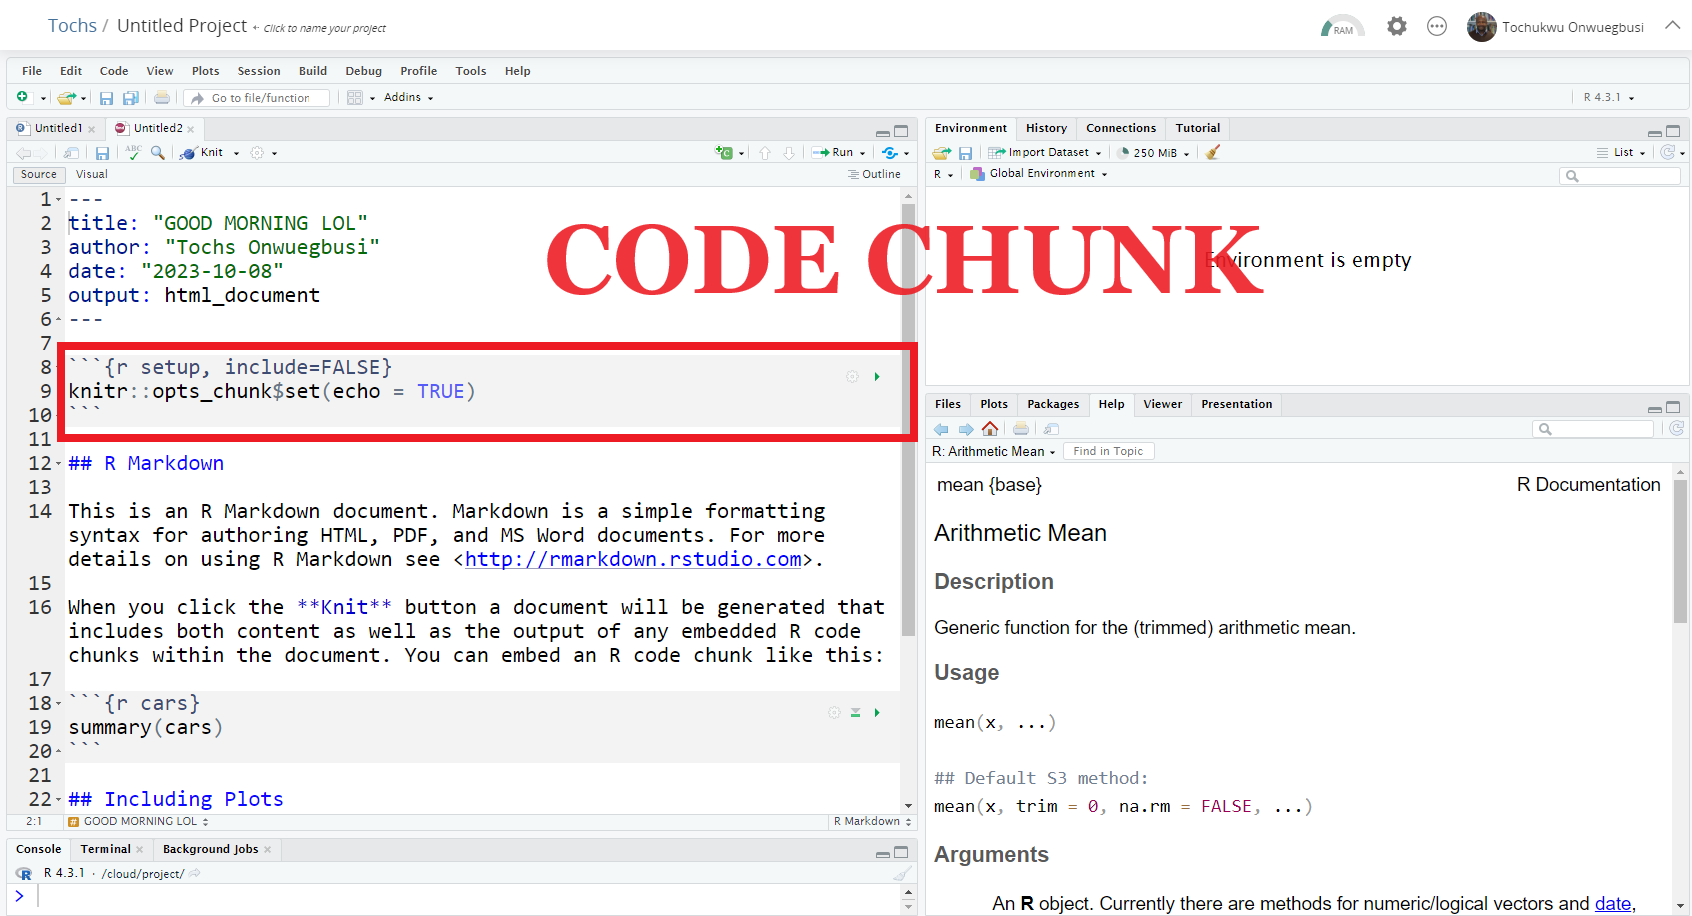 Tochs / Untitled Project ← Click to name your project
RAM
Tochukwu Onwuegbusi
File Edit Code View Plots Session Build Debug Profile Tools Help
Go to file/function
Addins
R 4.3.1
Untitled1
Untitled2
ABC
Knit
Run
Source
Visual
Outline
1 ---
2 title: "GOOD MORNING LOL"
3 author: "Tochs Onwuegbusi"
4 date: "2023-10-08"
5 output: html_document
6 ---
7
8 ```{r setup, include=FALSE}
9 knitr::opts_chunk$set(echo = TRUE)
10 ```
11
12 ## R Markdown
13
14 This is an R Markdown document. Markdown is a simple formatting
syntax for authoring HTML, PDF, and MS Word documents. For more
details on using R Markdown see <http://rmarkdown.rstudio.com>.
15
16 When you click the **Knit** button a document will be generated that
includes both content as well as the output of any embedded R code
chunks within the document. You can embed an R code chunk like this:
17
18 ```{r cars}
19 summary(cars)
20 ```
21
22 ## Including Plots
2:1
# GOOD MORNING LOL
R Markdown
CODE CHUNK
Console
Terminal
Background Jobs
R 4.3.1 · /cloud/project/
>
Environment History Connections Tutorial
Import Dataset
250 MiB
List
R
Global Environment
Environment is empty
Files Plots Packages Help Viewer Presentation
R: Arithmetic Mean
Find in Topic
mean {base}
R Documentation
Arithmetic Mean
Description
Generic function for the (trimmed) arithmetic mean.
Usage
mean(x, ...)
## Default S3 method:
mean(x, trim = 0, na.rm = FALSE, ...)
Arguments
An R object. Currently there are methods for numeric/logical vectors and date,